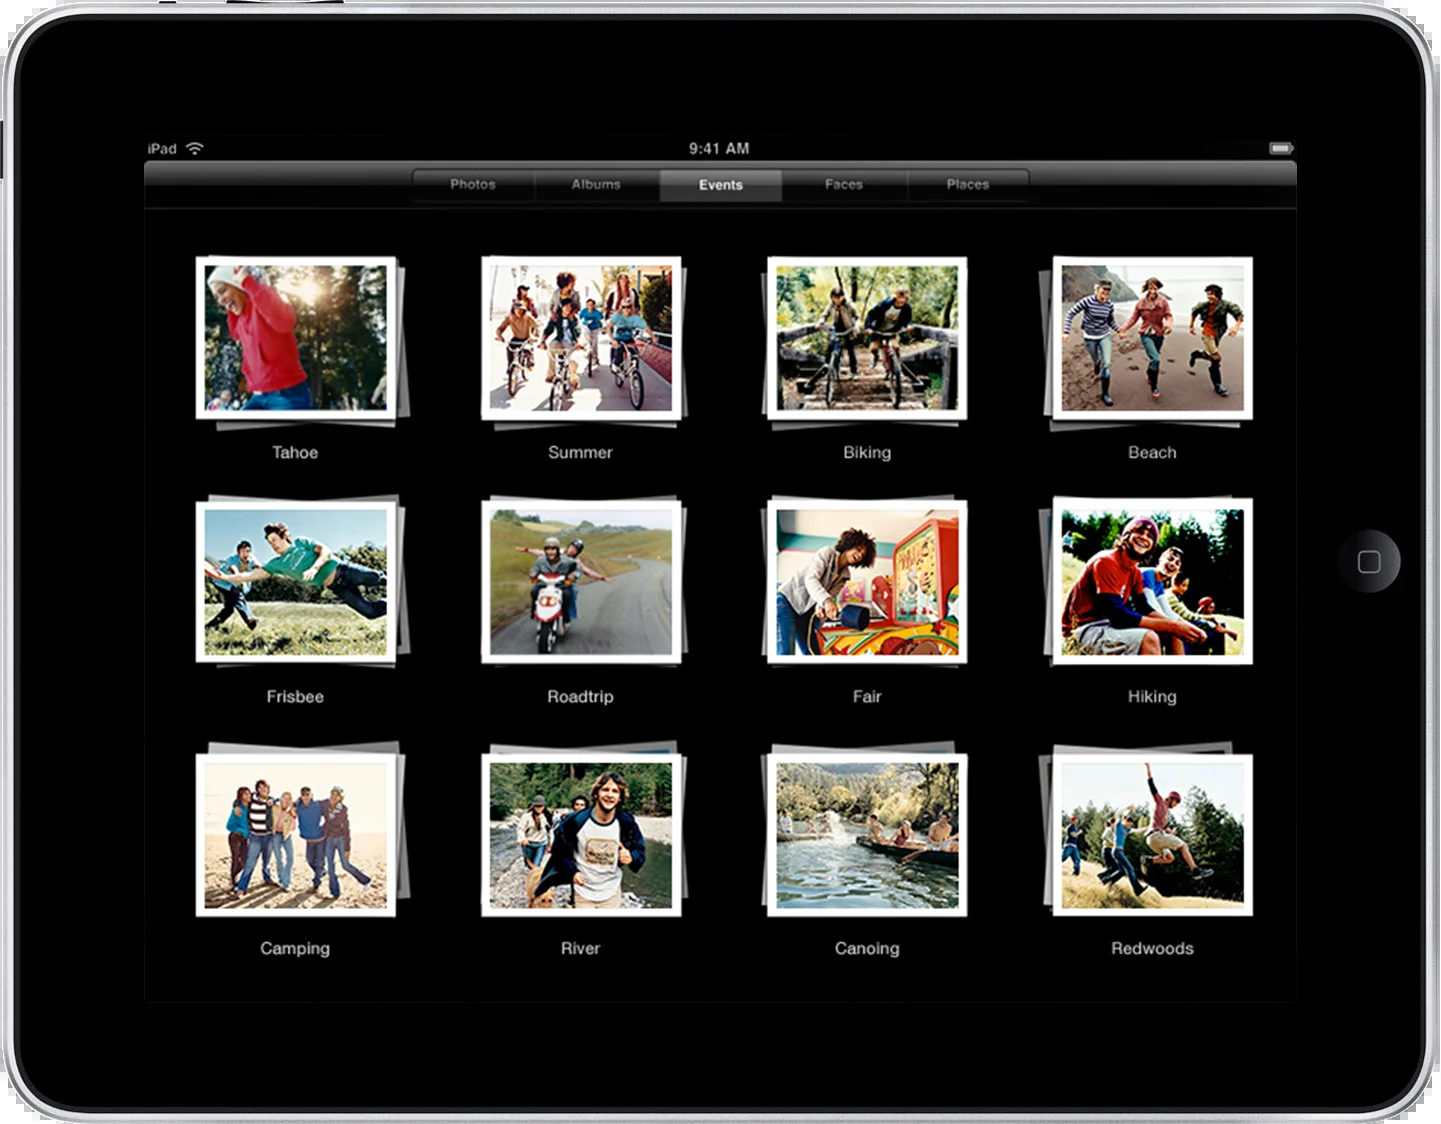 iPad 9:41 AM
Photos Albums Events Faces Places
Tahoe Summer Biking Beach
Frisbee Roadtrip Fair Hiking
Camping River Canoing Redwoods